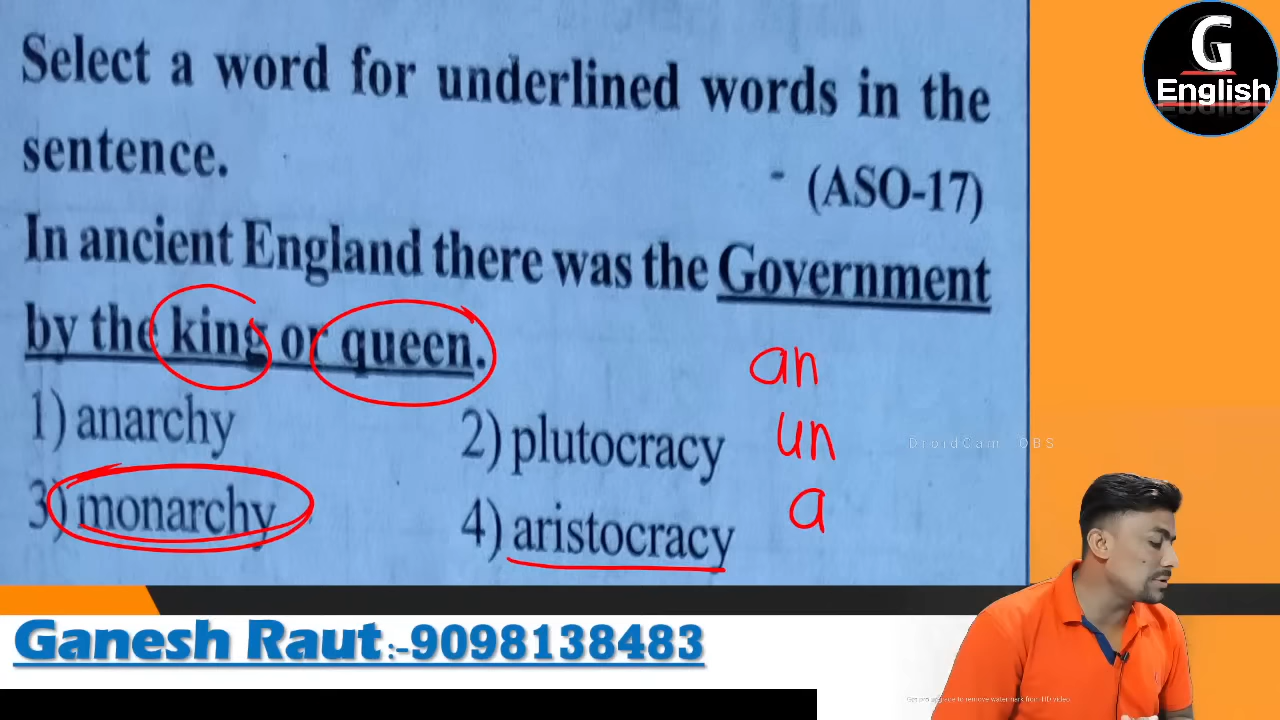 G
English
Select a word for underlined words in the
sentence.
- (ASO-17)
In ancient England there was the Government
by the king or queen.
1) anarchy
2) plutocracy
3) monarchy
4) aristocracy
an
un
a
DroidCam OBS
Ganesh Raut:-9098138483